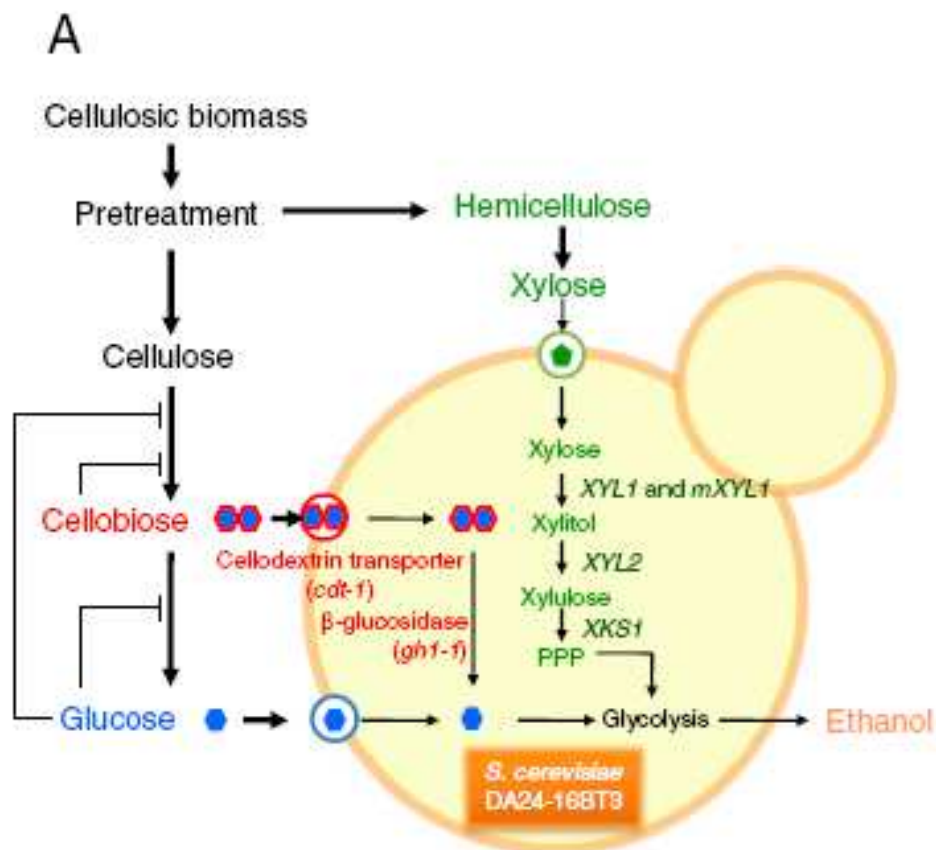 A
Cellulosic biomass
Pretreatment
Hemicellulose
Xylose
Cellulose
Xylose
XYL1 and mXYL1
Cellobiose
Xylitol
Cellodextrin transporter
(cdt-1)
XYL2
Xylulose
β-glucosidase
(gh1-1)
XKS1
PPP
Glucose
Glycolysis
Ethanol
S. cerevisiae
DA24-16BT3